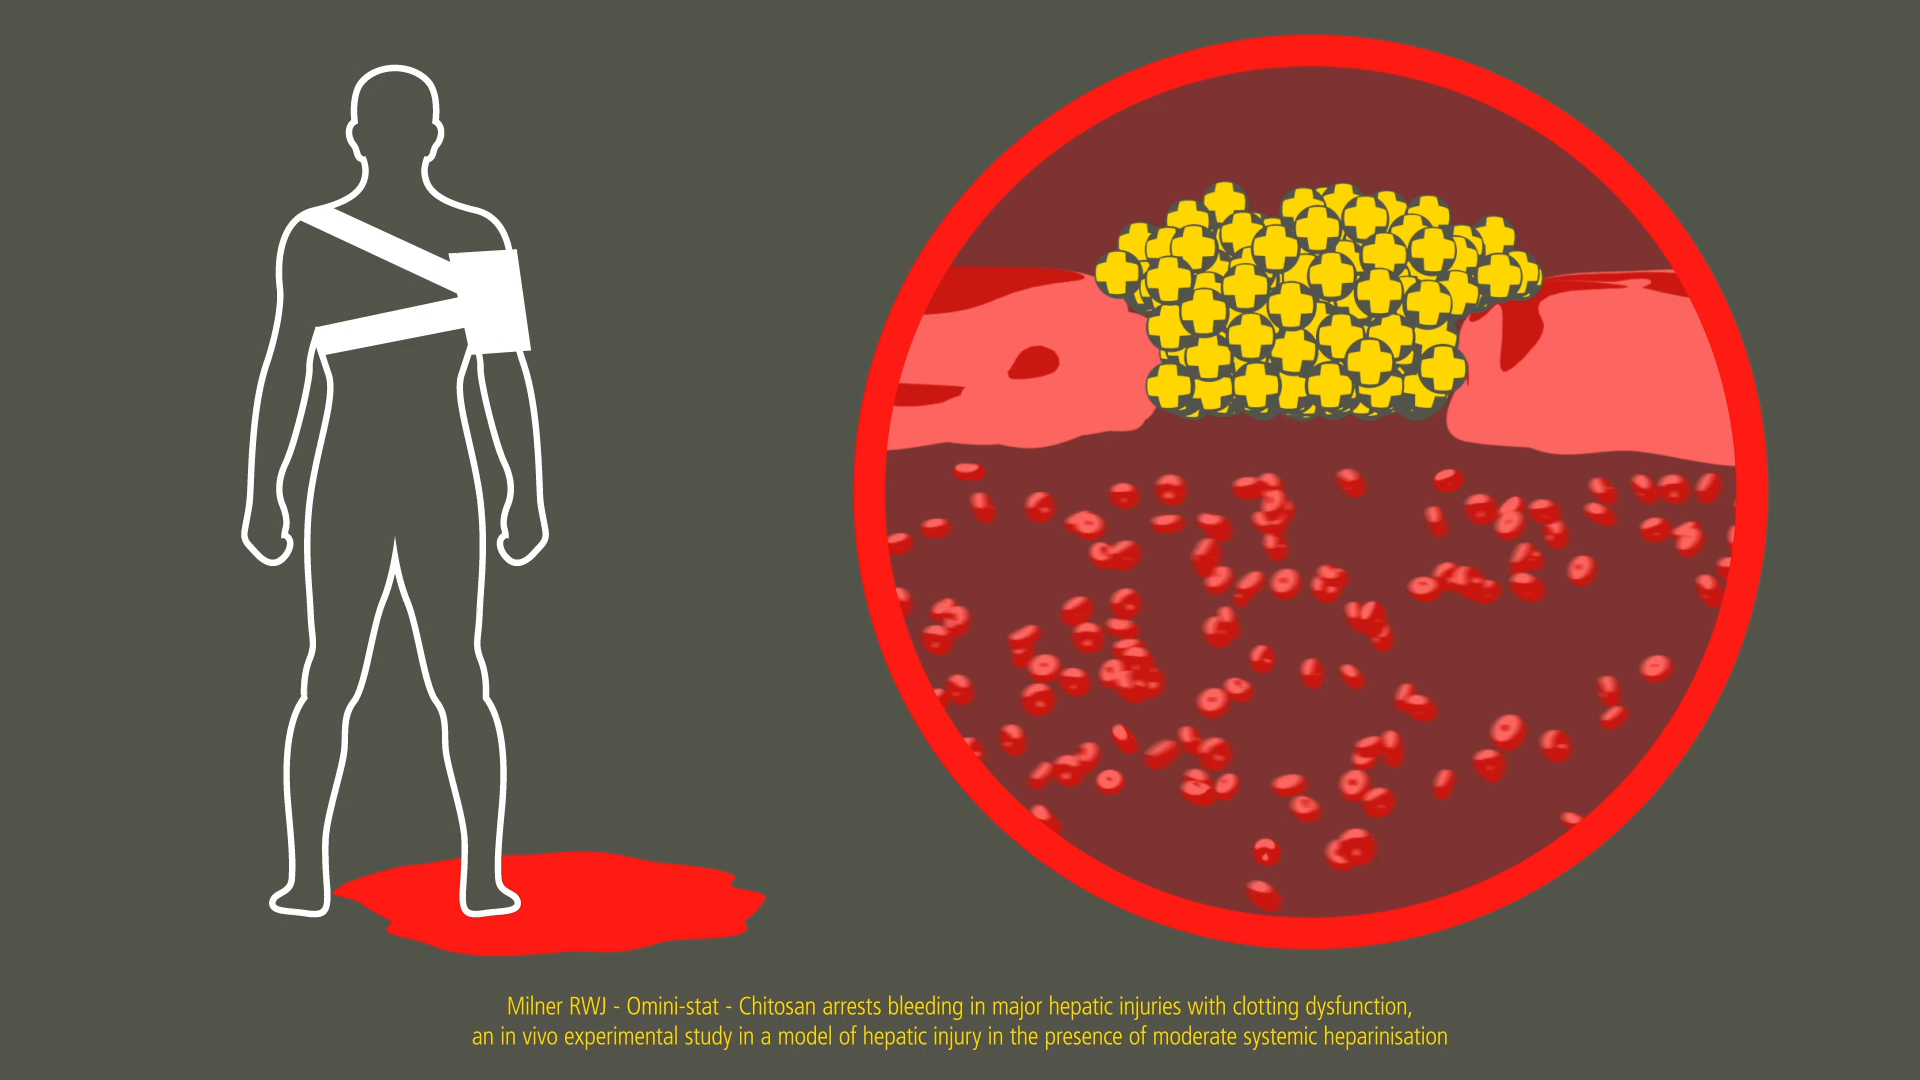 Milner RWJ - Omini-stat - Chitosan arrests bleeding in major hepatic injuries with clotting dysfunction,
an in vivo experimental study in a model of hepatic injury in the presence of moderate systemic heparinisation